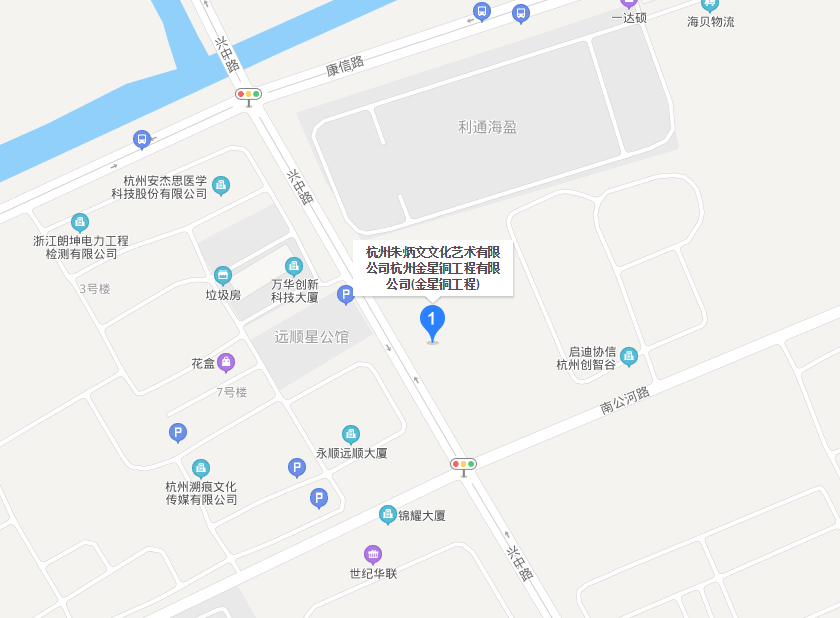 一达硕
海贝物流
兴中路
康信路
利通海盈
杭州安杰思医学
科技股份有限公司
兴中路
浙江朗坤电力工程
检测有限公司
杭州朱炳文文化艺术有限
公司杭州金星铜工程有限
公司(金星铜工程)
3号楼
垃圾房
万华创新
科技大厦
P
1
远顺星公馆
启迪协信
杭州创智谷
花盒
7号楼
南公河路
P
永顺远顺大厦
P
杭州溯痕文化
传媒有限公司
P
锦耀大厦
兴中路
世纪华联